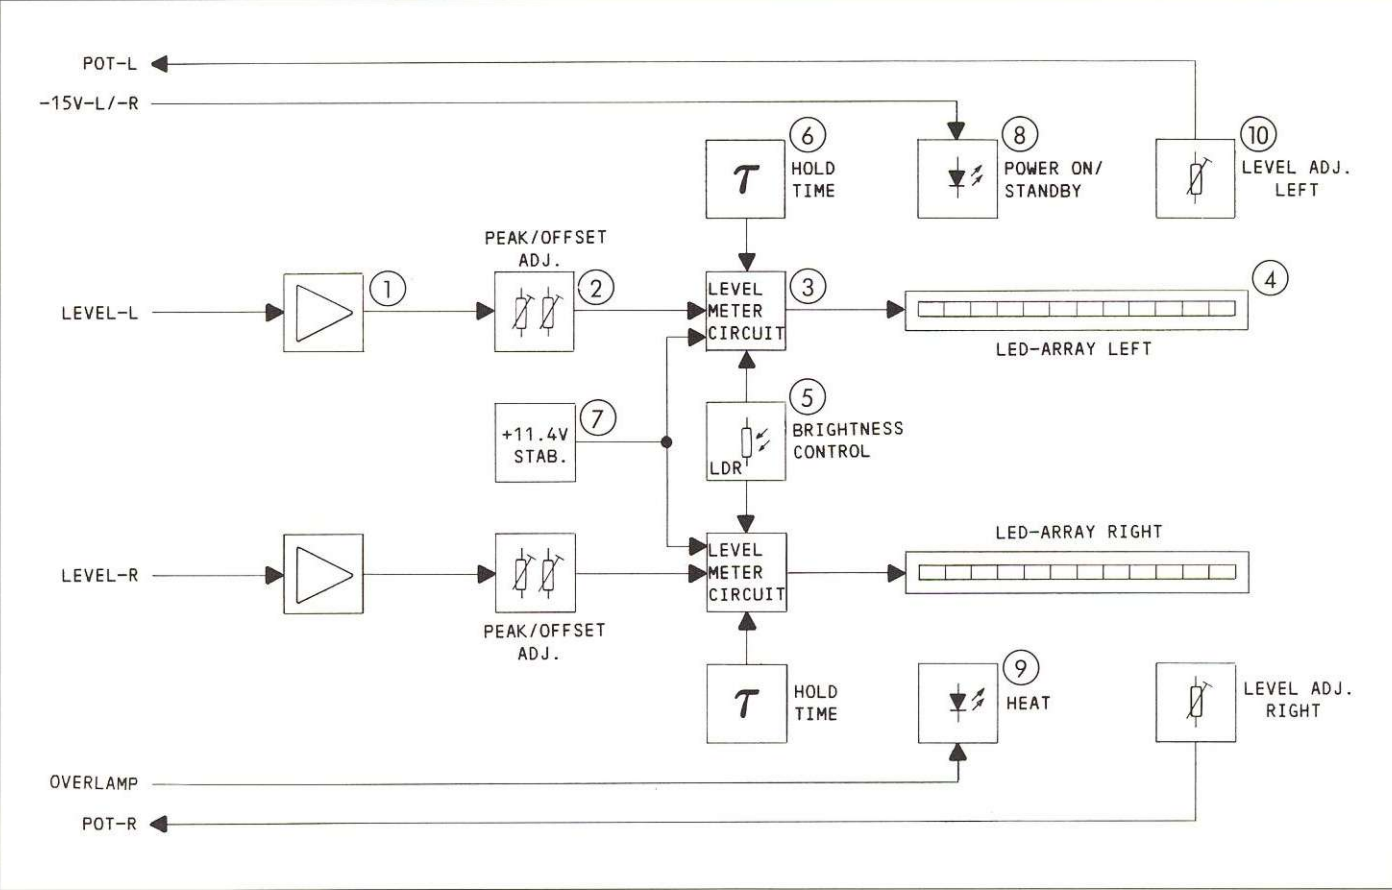 POT-L
-15V-L/-R
6
HOLD
TIME
τ
8
POWER ON/
STANDBY
10
LEVEL ADJ.
LEFT
PEAK/OFFSET
ADJ.
LEVEL-L
1
2
LEVEL
METER
CIRCUIT
3
4
LED-ARRAY LEFT
+11.4V
STAB.
7
5
BRIGHTNESS
CONTROL
LDR
LED-ARRAY RIGHT
LEVEL-R
LEVEL
METER
CIRCUIT
PEAK/OFFSET
ADJ.
τ
HOLD
TIME
9
HEAT
LEVEL ADJ.
RIGHT
OVERLAMP
POT-R